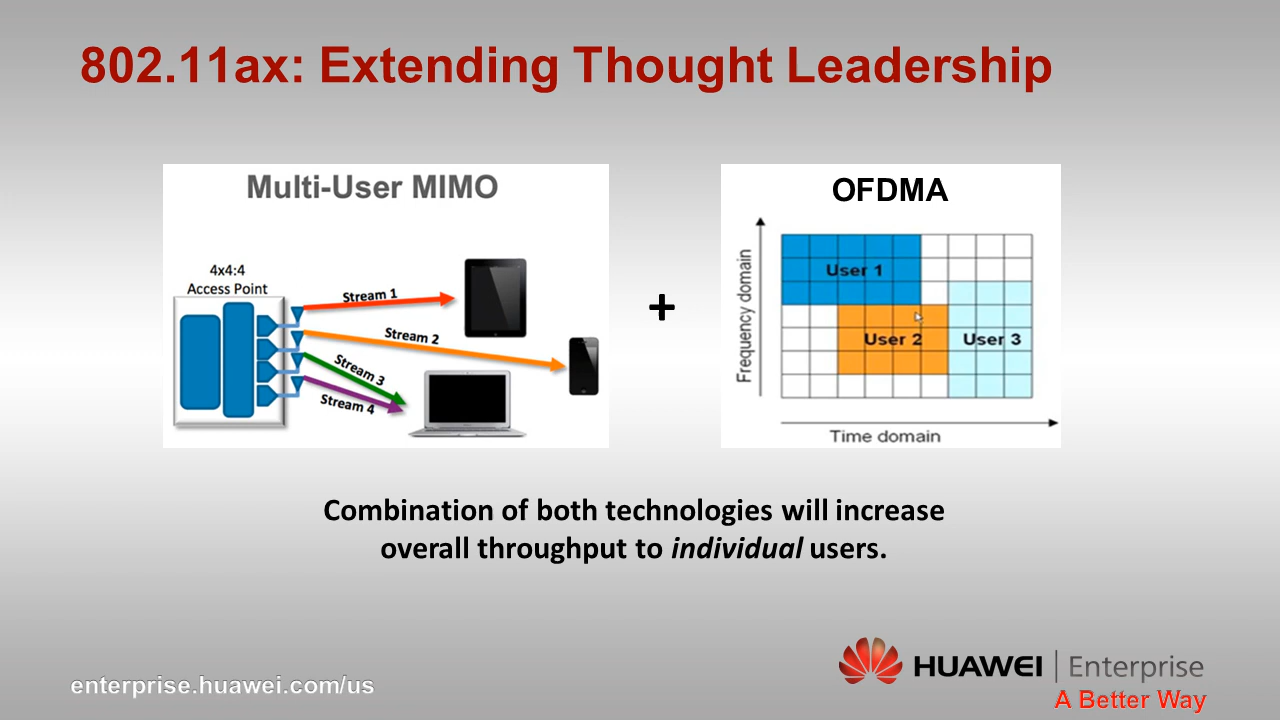 802.11ax: Extending Thought Leadership
Multi-User MIMO
4x4:4
Access Point
Stream 1
Stream 2
Stream 3
Stream 4
+
OFDMA
Frequency domain
User 1
User 2
User 3
Time domain
Combination of both technologies will increase
overall throughput to individual users.
enterprise.huawei.com/us
HUAWEI | Enterprise
A Better Way